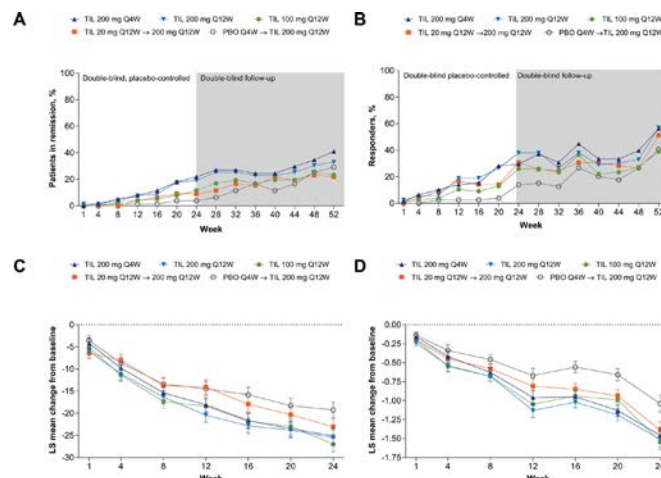 A
TIL 200 mg Q4W TIL 200 mg Q12W TIL 100 mg Q12W
TIL 20 mg Q12W → 200 mg Q12W PBO Q4W → TIL 200 mg Q12W
Double-blind, placebo-controlled Double-blind follow-up
Patients in remission, %
100
80
60
40
20
0
1 4 8 12 16 20 24 28 32 36 40 44 48 52
Week
B
TIL 200 mg Q4W TIL 200 mg Q12W TIL 100 mg Q12W
TIL 20 mg Q12W →200 mg Q12W PBO Q4W →TIL 200 mg Q12W
Double-blind placebo-controlled Double-blind follow-up
Responders, %
100
80
60
40
20
0
1 4 8 12 16 20 24 28 32 36 40 44 48 52
Week
C
TIL 200 mg Q4W TIL 200 mg Q12W TIL 100 mg Q12W
TIL 20 mg Q12W → 200 mg Q12W PBO Q4W → TIL 200 mg Q12W
LS mean change from baseline
0
-5
-10
-15
-20
-25
-30
1 4 8 12 16 20 24
Week
D
TIL 200 mg Q4W TIL 200 mg Q12W TIL 100 mg Q12W
TIL 20 mg Q12W → 200 mg Q12W PBO Q4W → TIL 200 mg Q12W
LS mean change from baseline
0.00
-0.25
-0.50
-0.75
-1.00
-1.25
-1.50
-1.75
1 4 8 12 16 20 24
Week